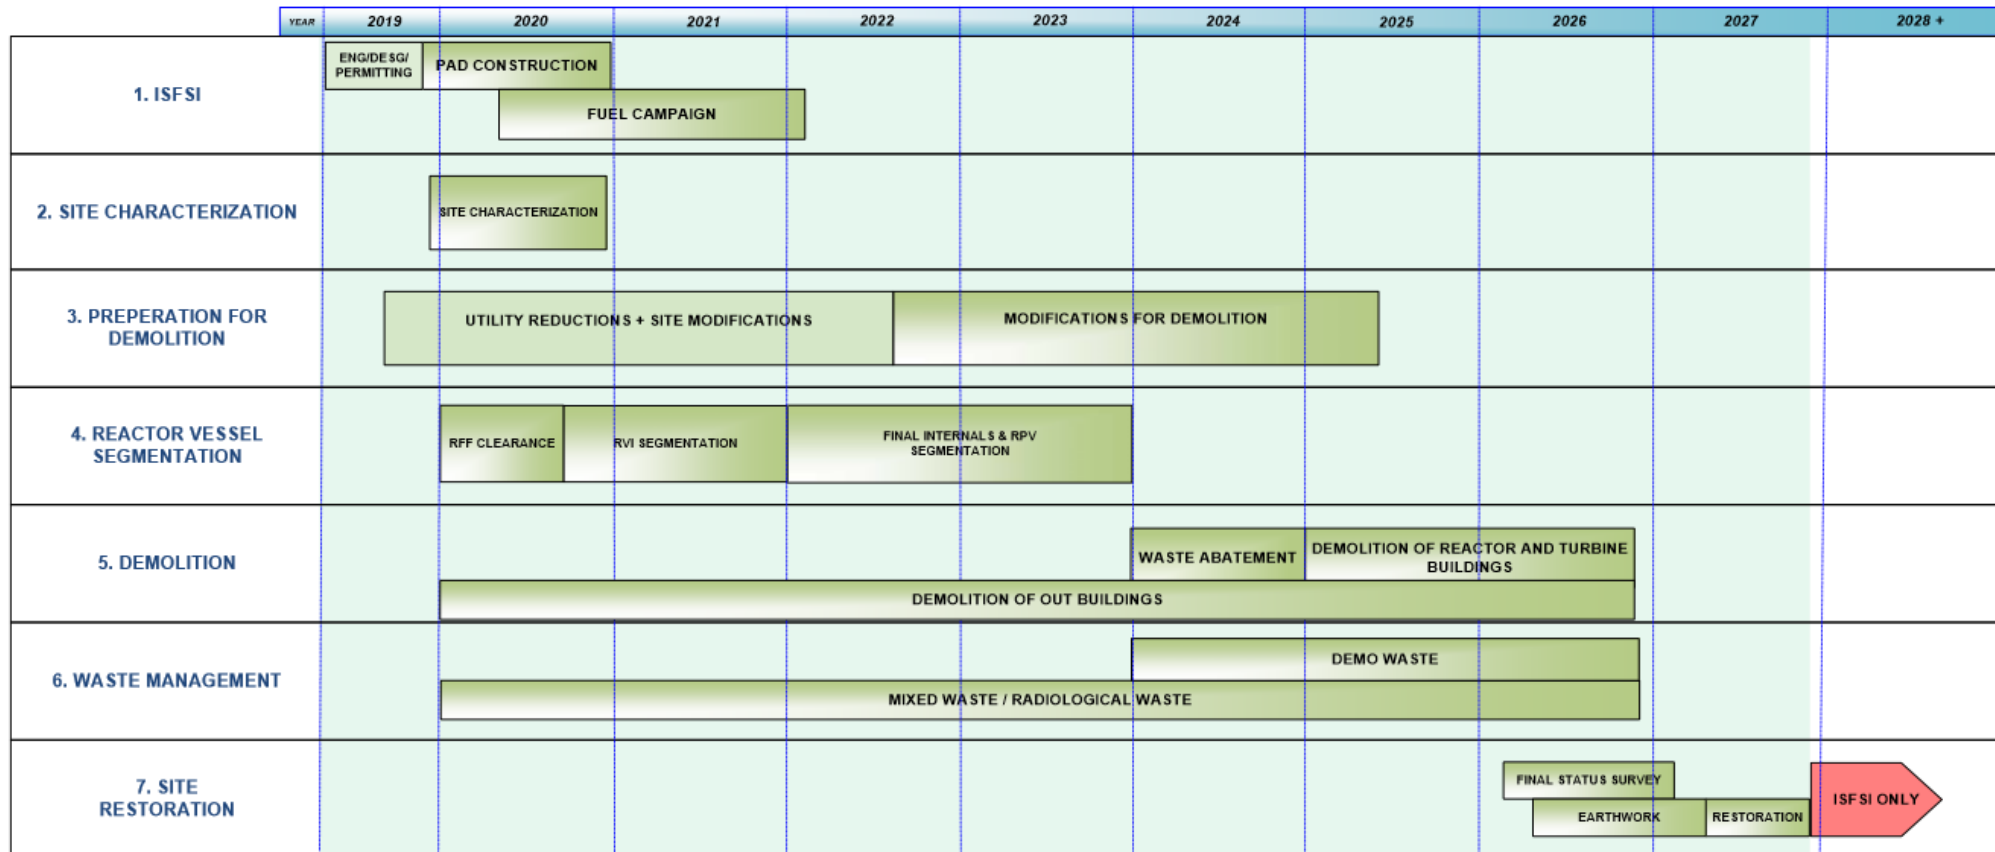 YEAR 2019 2020 2021 2022 2023 2024 2025 2026 2027 2028 +
1. ISFSI
ENG/DESG/
PERMITTING
PAD CONSTRUCTION
FUEL CAMPAIGN
2. SITE CHARACTERIZATION
SITE CHARACTERIZATION
3. PREPERATION FOR
DEMOLITION
UTILITY REDUCTIONS + SITE MODIFICATIONS
MODIFICATIONS FOR DEMOLITION
4. REACTOR VESSEL
SEGMENTATION
RFF CLEARANCE
RVI SEGMENTATION
FINAL INTERNALS & RPV
SEGMENTATION
5. DEMOLITION
WASTE ABATEMENT
DEMOLITION OF REACTOR AND TURBINE
BUILDINGS
DEMOLITION OF OUT BUILDINGS
6. WASTE MANAGEMENT
DEMO WASTE
MIXED WASTE / RADIOLOGICAL WASTE
7. SITE
RESTORATION
FINAL STATUS SURVEY
EARTHWORK
RESTORATION
ISFSI ONLY